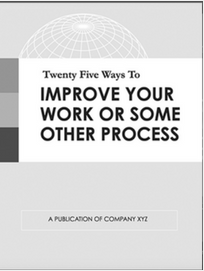 Twenty Five Ways To
IMPROVE YOUR
WORK OR SOME
OTHER PROCESS
A PUBLICATION OF COMPANY XYZ